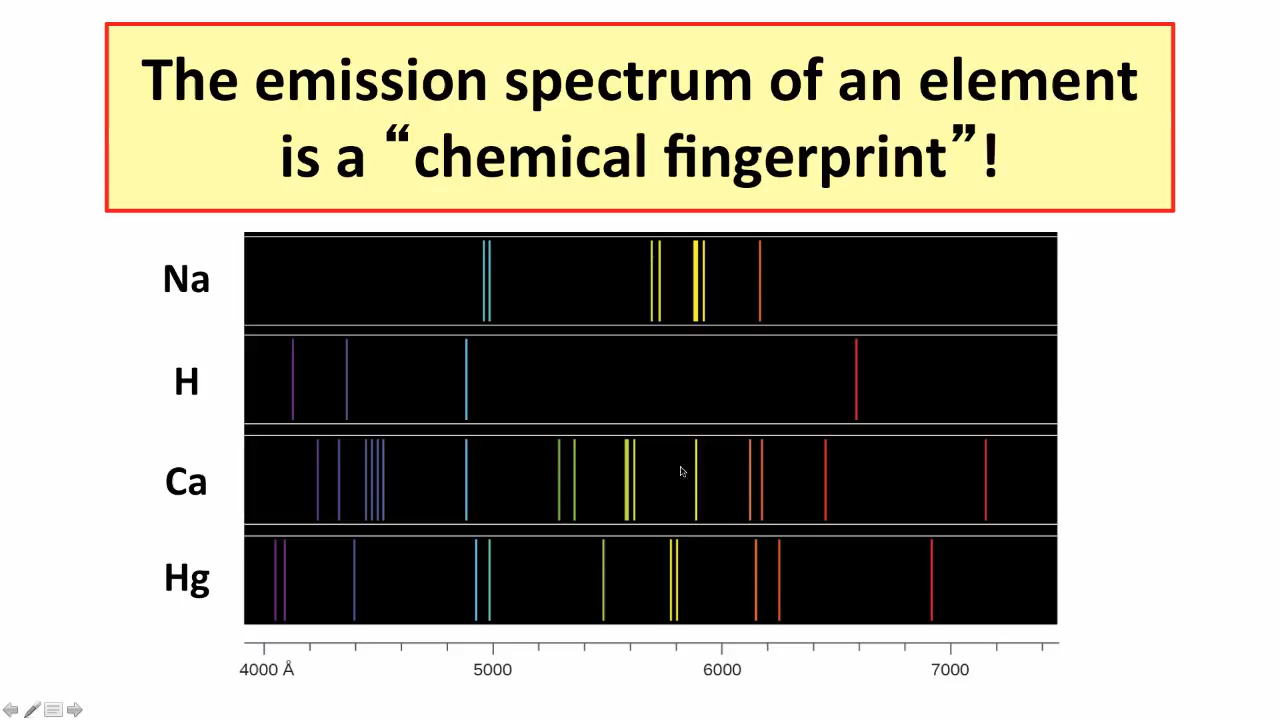 The emission spectrum of an element
is a “chemical fingerprint”!
Na
H
Ca
Hg
4000 Å 5000 6000 7000